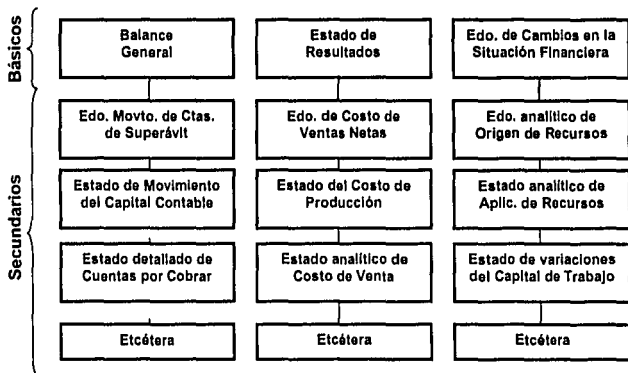 Básicos
Balance
General
Estado de
Resultados
Edo. de Cambios en la
Situación Financiera
Secundarios
Edo. Movto. de Ctas.
de Superávit
Edo. de Costo de
Ventas Netas
Edo. analítico de
Origen de Recursos
Estado de Movimiento
del Capital Contable
Estado del Costo de
Producción
Estado analítico de
Aplic. de Recursos
Estado detallado de
Cuentas por Cobrar
Estado analítico de
Costo de Venta
Estado de variaciones
del Capital de Trabajo
Etcétera
Etcétera
Etcétera